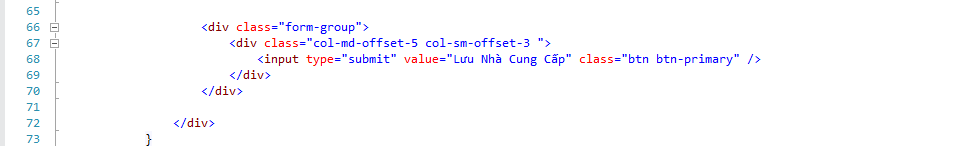 65
66 <div class="form-group">
67 <div class="col-md-offset-5 col-sm-offset-3 ">
68 <input type="submit" value="Lưu Nhà Cung Cấp" class="btn btn-primary" />
69 </div>
70 </div>
71
72 </div>
73 }